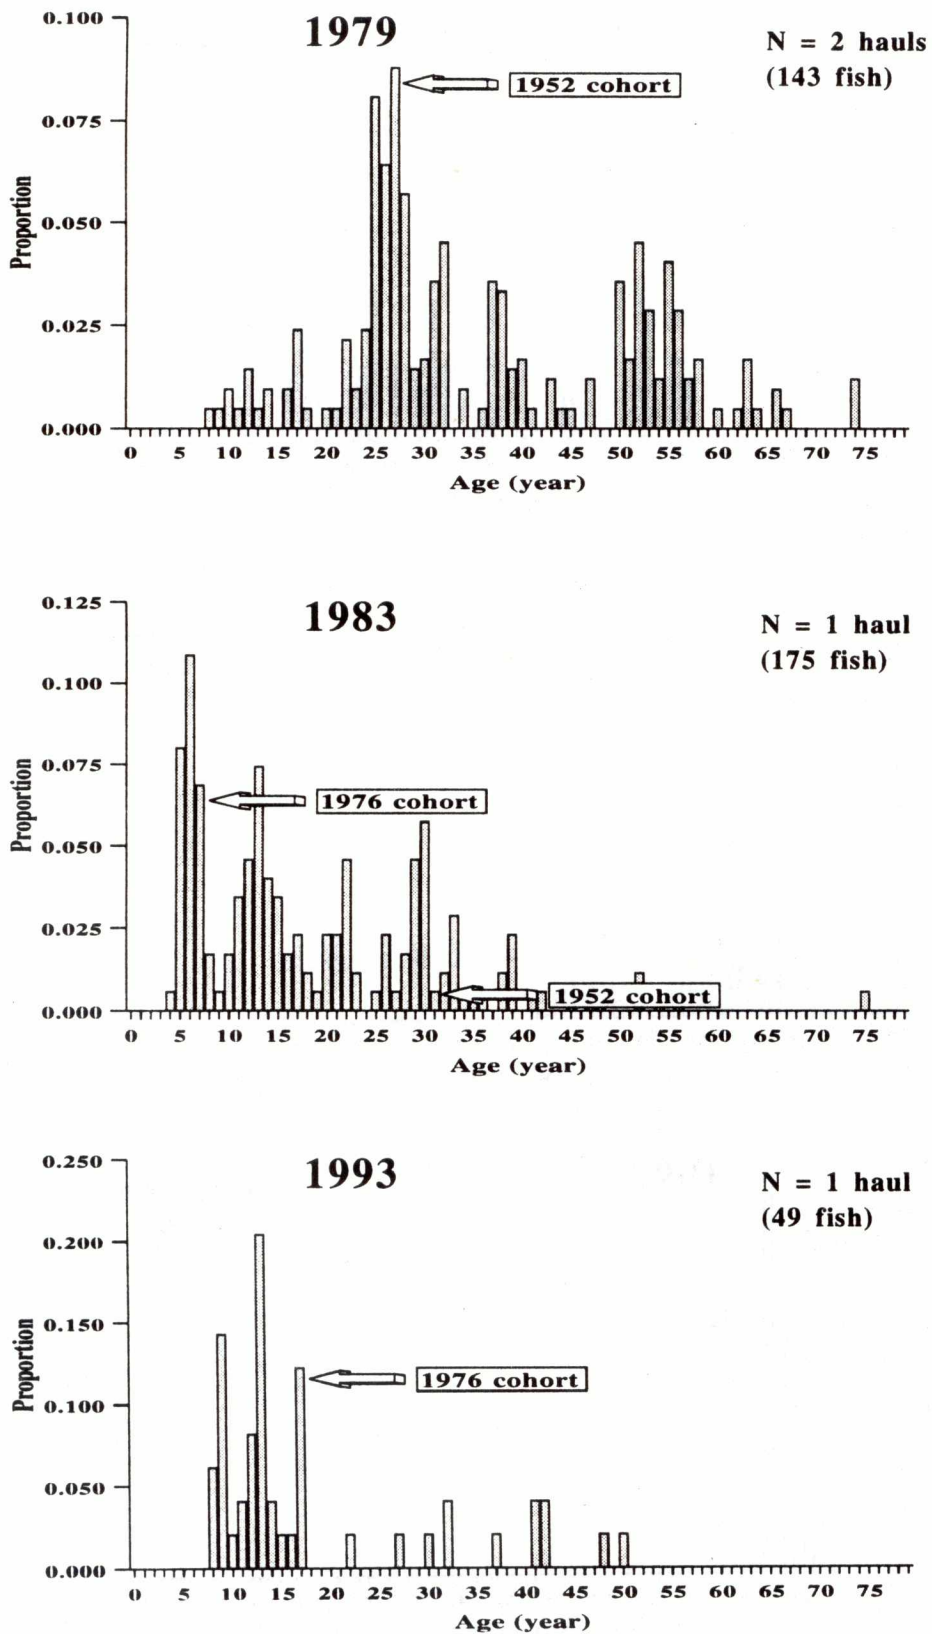 1979
N = 2 hauls
(143 fish)
1952 cohort
Proportion
0.100
0.075
0.050
0.025
0.000
0 5 10 15 20 25 30 35 40 45 50 55 60 65 70 75
Age (year)
1983
N = 1 haul
(175 fish)
1976 cohort
1952 cohort
Proportion
0.125
0.100
0.075
0.050
0.025
0.000
0 5 10 15 20 25 30 35 40 45 50 55 60 65 70 75
Age (year)
1993
N = 1 haul
(49 fish)
1976 cohort
Proportion
0.250
0.200
0.150
0.100
0.050
0.000
0 5 10 15 20 25 30 35 40 45 50 55 60 65 70 75
Age (year)